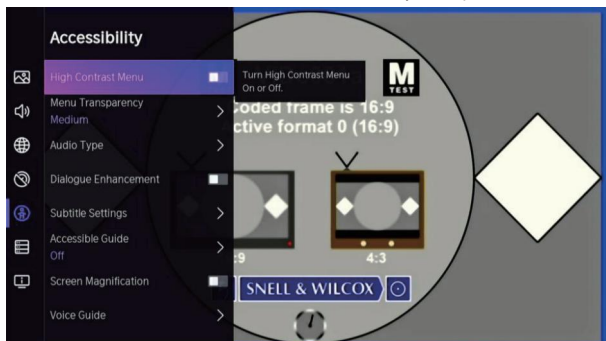 Accessibility
High Contrast Menu
Turn High Contrast Menu
On or Off.
Menu Transparency
Medium
Audio Type
Dialogue Enhancement
Subtitle Settings
Accessible Guide
Off
Screen Magnification
Voice Guide
M
TEST
Coded frame is 16:9
ctive format 0 (16:9)
:9
4:3
SNELL & WILCOX